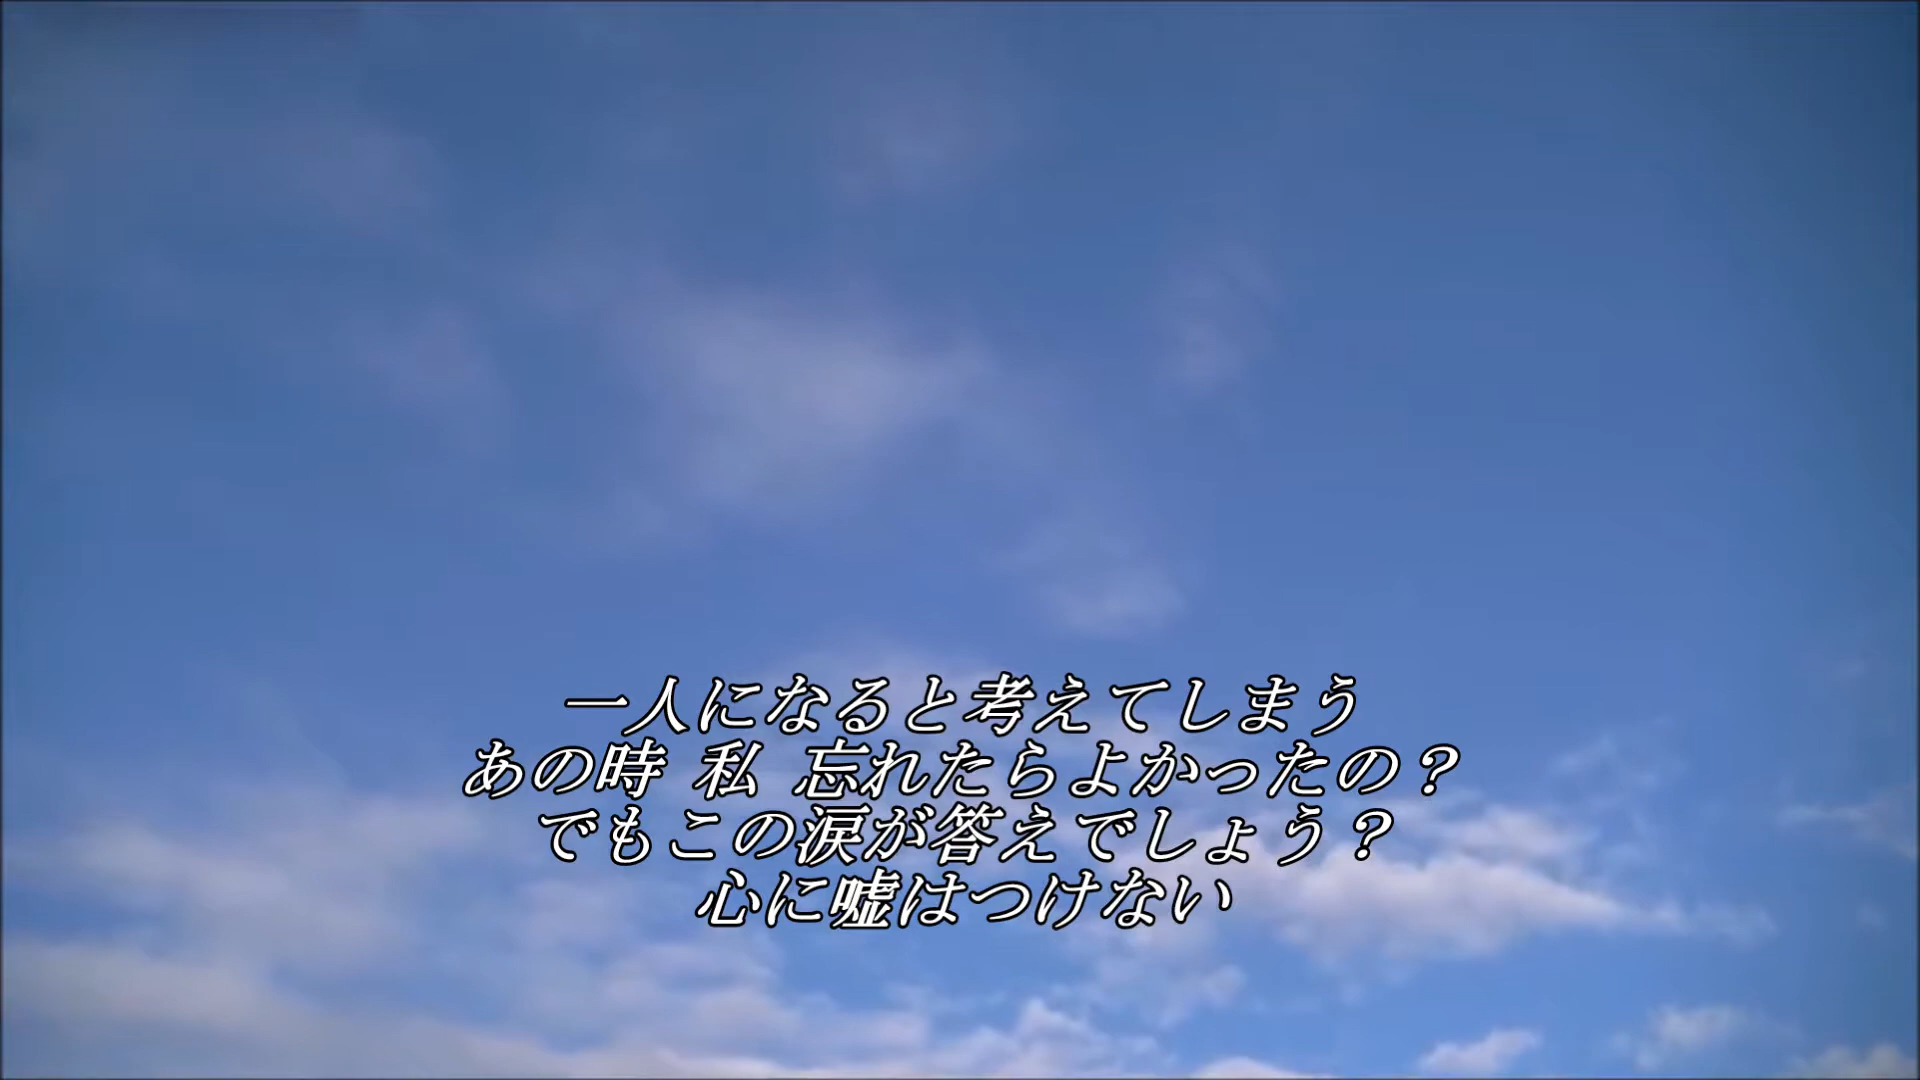 一人になると考えてしまう
あの時 私 忘れたらよかったの？
でもこの涙が答えでしょう？
心に嘘はつけない